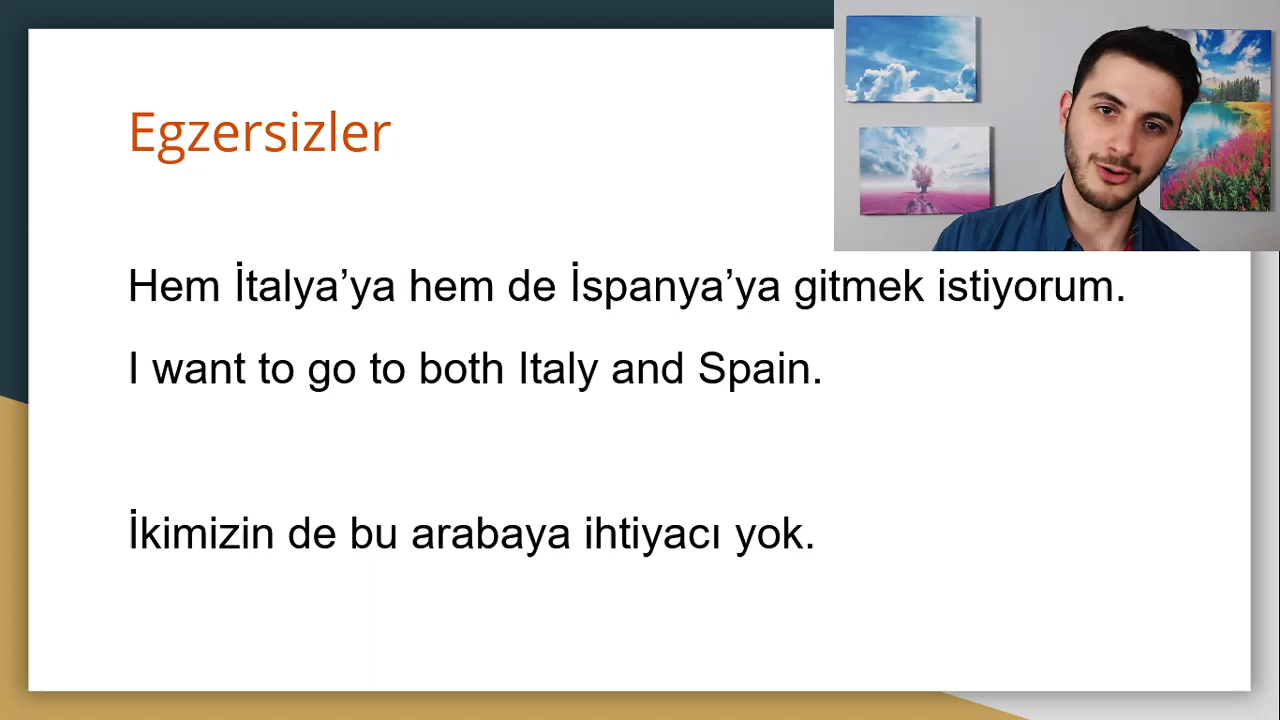 Egzersizler
Hem İtalya’ya hem de İspanya’ya gitmek istiyorum.
I want to go to both Italy and Spain.
İkimizin de bu arabaya ihtiyacı yok.